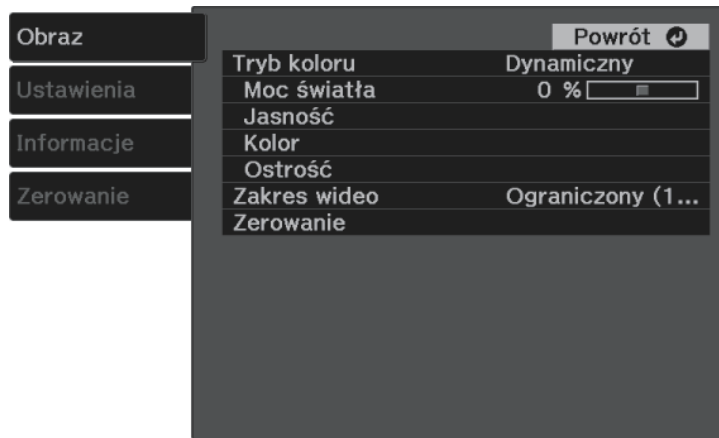 Obraz
Ustawienia
Informacje
Zerowanie
Powrót
Tryb koloru Dynamiczny
Moc światła 0 %
Jasność
Kolor
Ostrość
Zakres wideo Ograniczony (1...
Zerowanie